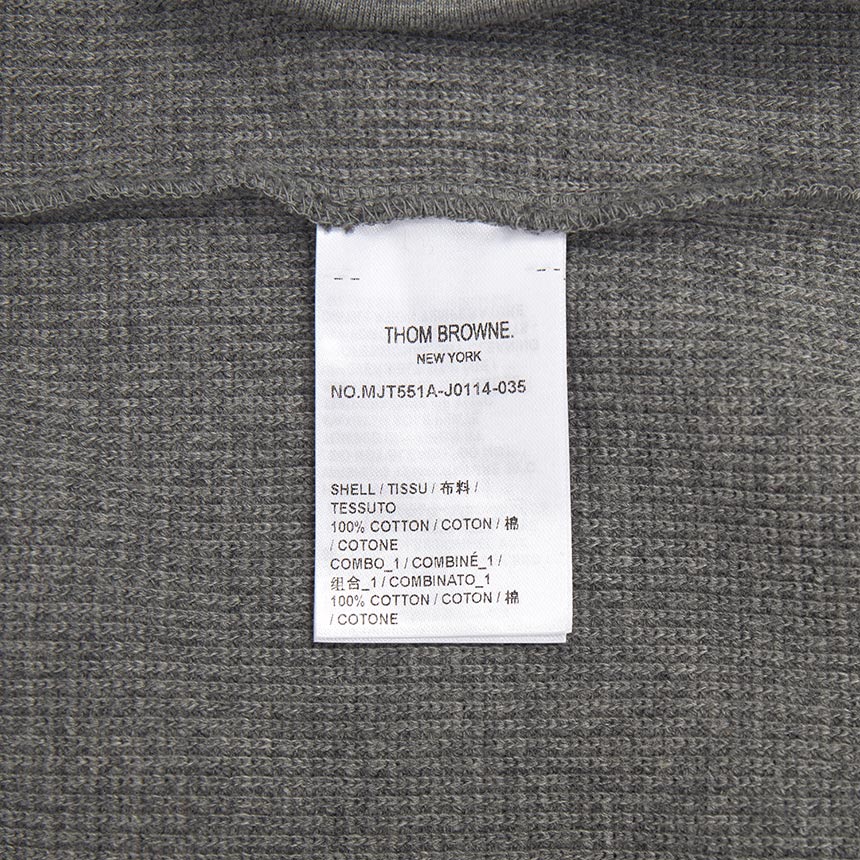 THOM BROWNE.
NEW YORK
NO.MJT551A-J0114-035
SHELL / TISSU / 布料 /
TESSUTO
100% COTTON / COTON / 棉
/ COTONE
COMBO_1 / COMBINÉ_1 /
组合_1 / COMBINATO_1
100% COTTON / COTON / 棉
/ COTONE